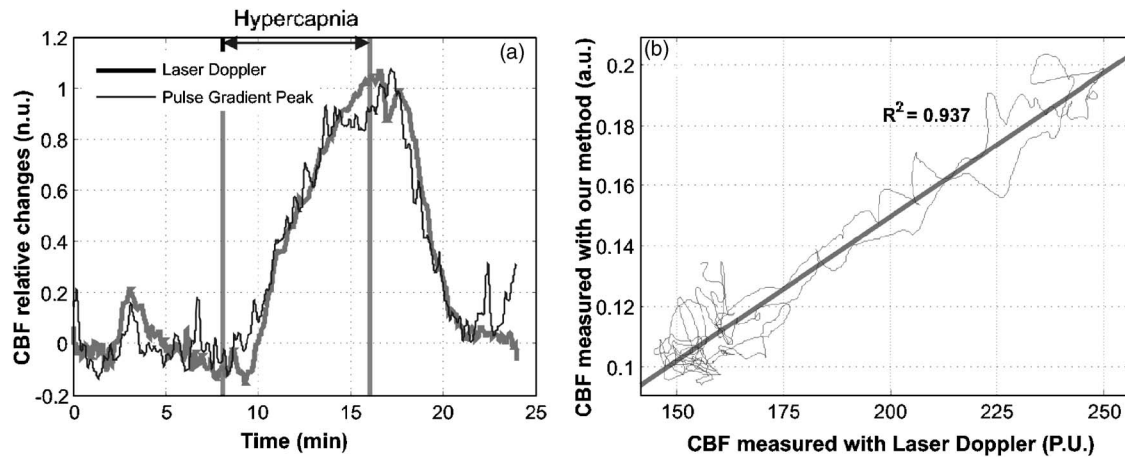 Hypercapnia
(a)
Laser Doppler
Pulse Gradient Peak
CBF relative changes (n.u.)
1.2
1
0.8
0.6
0.4
0.2
0
-0.2
0 5 10 15 20 25
Time (min)
(b)
R2 = 0.937
CBF measured with our method (a.u.)
0.2
0.18
0.16
0.14
0.12
0.1
150 175 200 225 250
CBF measured with Laser Doppler (P.U.)